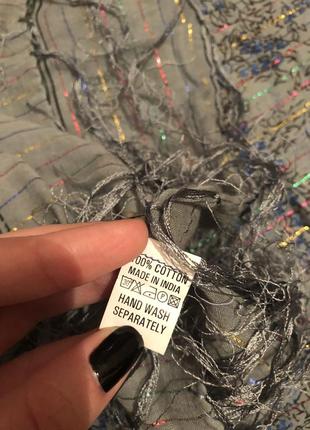 100% COTTON
MADE IN INDIA
HAND WASH
SEPARATELY